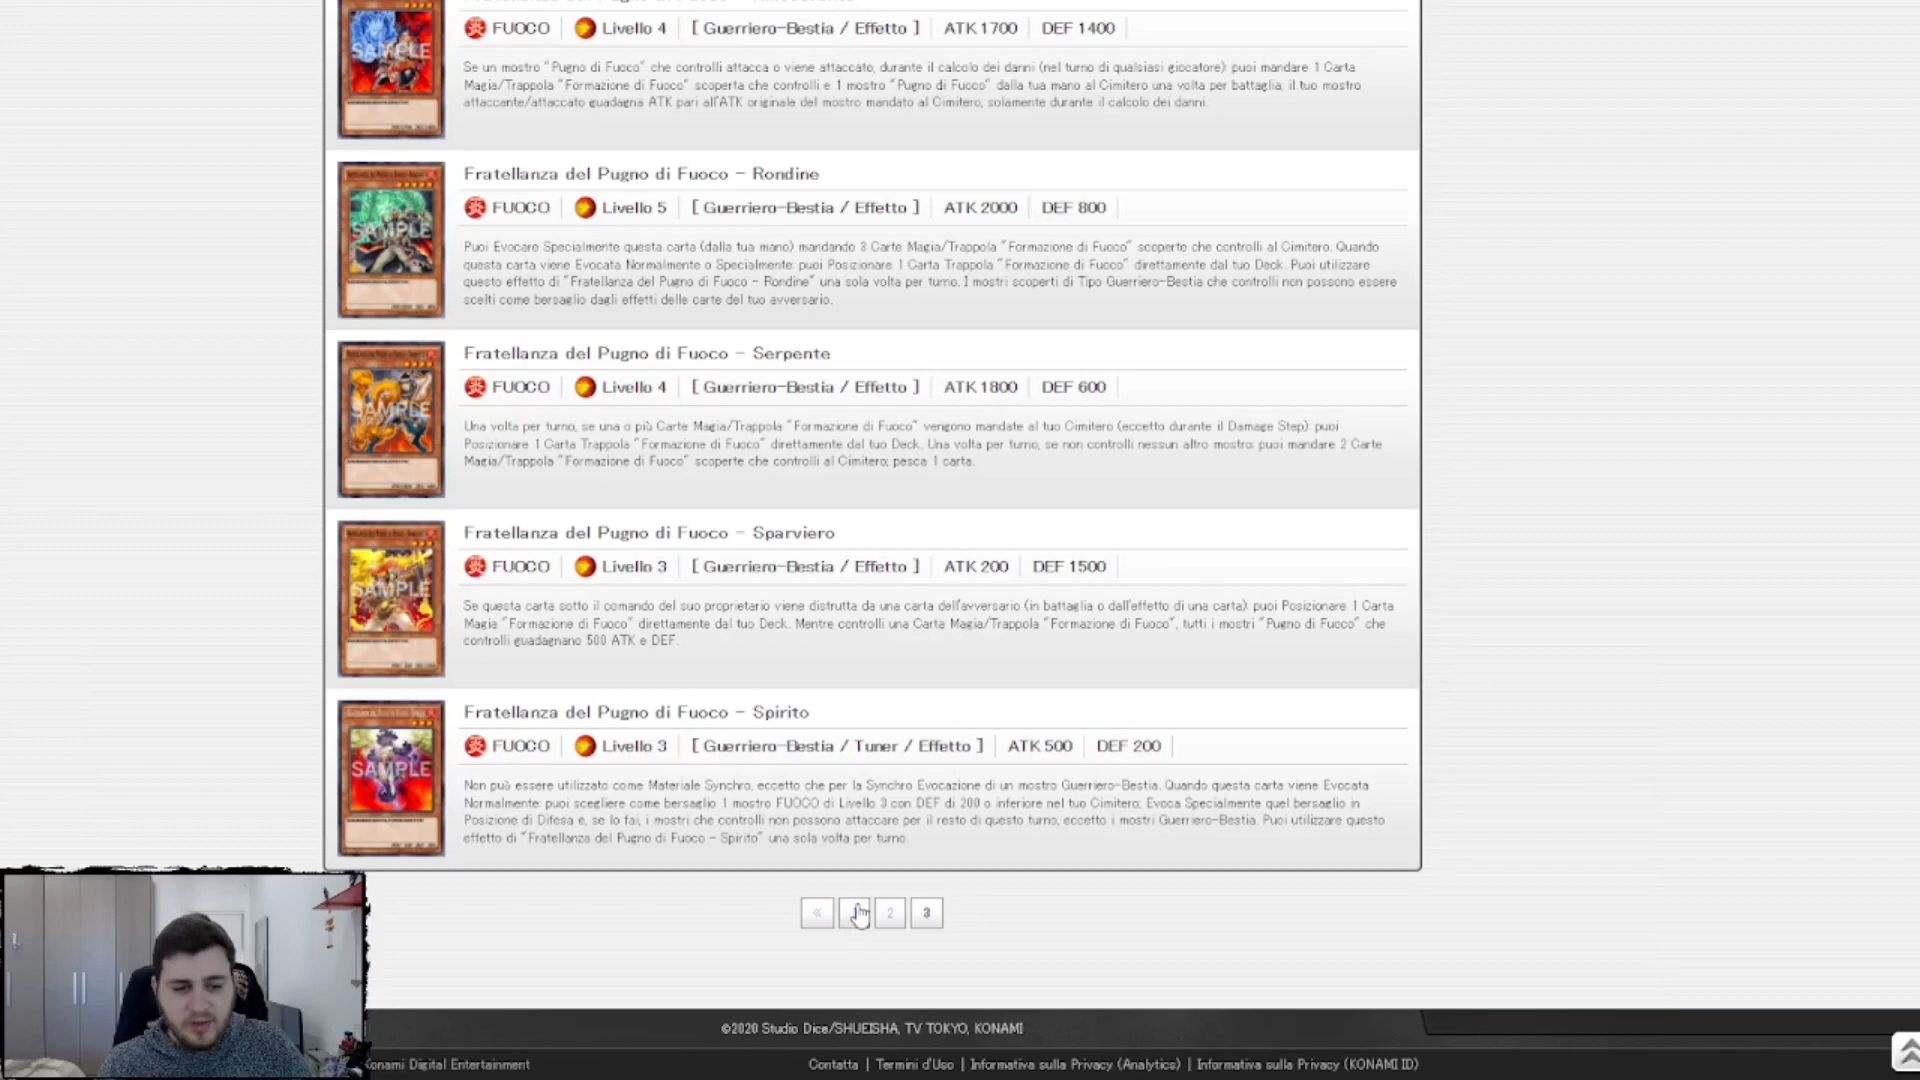 FUOCO Livello 4 [ Guerriero-Bestia / Effetto ] ATK 1700 DEF 1400
SAMPLE
Se un mostro "Pugno di Fuoco" che controlli attacca o viene attaccato, durante il calcolo dei danni (nel turno di qualsiasi giocatore): puoi mandare 1 Carta
Magia/Trappola "Formazione di Fuoco" scoperta che controlli e 1 mostro "Pugno di Fuoco" dalla tua mano al Cimitero una volta per battaglia; il tuo mostro
attaccante/attaccato guadagna ATK pari all'ATK originale del mostro mandato al Cimitero, solamente durante il calcolo dei danni.
Fratellanza del Pugno di Fuoco - Rondine
FUOCO Livello 5 [ Guerriero-Bestia / Effetto ] ATK 2000 DEF 800
SAMPLE
Puoi Evocare Specialmente questa carta (dalla tua mano) mandando 3 Carte Magia/Trappola "Formazione di Fuoco" scoperte che controlli al Cimitero. Quando
questa carta viene Evocata Normalmente o Specialmente: puoi Posizionare 1 Carta Trappola "Formazione di Fuoco" direttamente dal tuo Deck. Puoi utilizzare
questo effetto di "Fratellanza del Pugno di Fuoco - Rondine" una sola volta per turno. I mostri scoperti di Tipo Guerriero-Bestia che controlli non possono essere
scelti come bersaglio dagli effetti delle carte del tuo avversario.
Fratellanza del Pugno di Fuoco - Serpente
FUOCO Livello 4 [ Guerriero-Bestia / Effetto ] ATK 1800 DEF 600
SAMPLE
Una volta per turno, se una o più Carte Magia/Trappola "Formazione di Fuoco" vengono mandate al tuo Cimitero (eccetto durante il Damage Step): puoi
Posizionare 1 Carta Trappola "Formazione di Fuoco" direttamente dal tuo Deck. Una volta per turno, se non controlli nessun altro mostro: puoi mandare 2 Carte
Magia/Trappola "Formazione di Fuoco" scoperte che controlli al Cimitero; pesca 1 carta.
Fratellanza del Pugno di Fuoco - Sparviero
FUOCO Livello 3 [ Guerriero-Bestia / Effetto ] ATK 200 DEF 1500
SAMPLE
Se questa carta sotto il comando del suo proprietario viene distrutta da una carta dell'avversario (in battaglia o dall'effetto di una carta): puoi Posizionare 1 Carta
Magia "Formazione di Fuoco" direttamente dal tuo Deck. Mentre controlli una Carta Magia/Trappola "Formazione di Fuoco", tutti i mostri "Pugno di Fuoco" che
controlli guadagnano 500 ATK e DEF.
Fratellanza del Pugno di Fuoco - Spirito
FUOCO Livello 3 [ Guerriero-Bestia / Tuner / Effetto ] ATK 500 DEF 200
SAMPLE
Non può essere utilizzato come Materiale Synchro, eccetto che per la Synchro Evocazione di un mostro Guerriero-Bestia. Quando questa carta viene Evocata
Normalmente: puoi scegliere come bersaglio 1 mostro FUOCO di Livello 3 con DEF di 200 o inferiore nel tuo Cimitero; Evoca Specialmente quel bersaglio in
Posizione di Difesa e, se lo fai, i mostri che controlli non possono attaccare per il resto di questo turno, eccetto i mostri Guerriero-Bestia. Puoi utilizzare questo
effetto di "Fratellanza del Pugno di Fuoco - Spirito" una sola volta per turno.
« 2 3
©2020 Studio Dice/SHUEISHA, TV TOKYO, KONAMI
Konami Digital Entertainment
Contatta | Termini d'Uso | Informativa sulla Privacy (Analytics) | Informativa sulla Privacy (KONAMI ID)